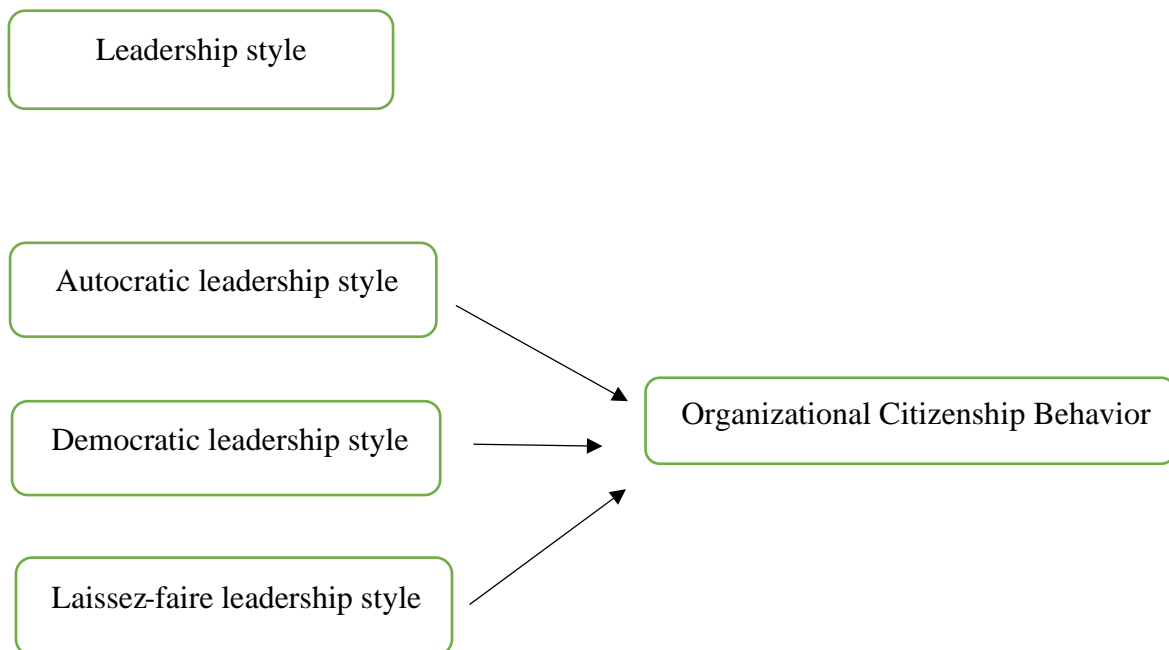 Leadership style
Autocratic leadership style
Democratic leadership style
Organizational Citizenship Behavior
Laissez-faire leadership style